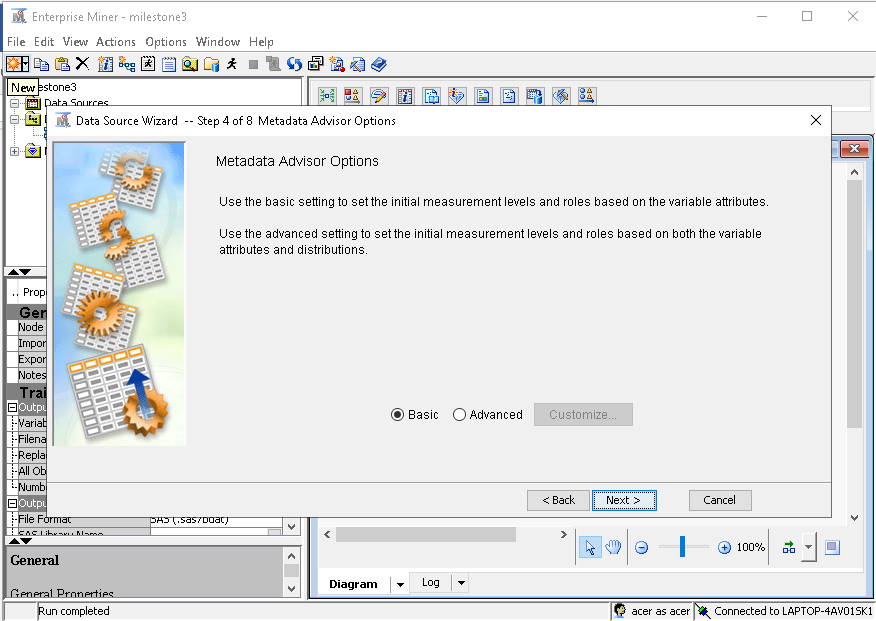 Enterprise Miner - milestone3
File Edit View Actions Options Window Help
New
estone3
Data Sources
Data Source Wizard -- Step 4 of 8 Metadata Advisor Options
Metadata Advisor Options
Use the basic setting to set the initial measurement levels and roles based on the variable attributes.
Use the advanced setting to set the initial measurement levels and roles based on both the variable
attributes and distributions.
Basic Advanced Customize...
< Back Next > Cancel
.. Prope
Gen
Node
Impor
Expor
Notes
Trai
Outpu
Variab
Filena
Replac
All Ob
Numbe
Outpu
File Format SAS (.sas7bdat)
SAS Library Name
100%
General
General Properties
Diagram Log
Run completed
acer as acer Connected to LAPTOP-4AV01SK1